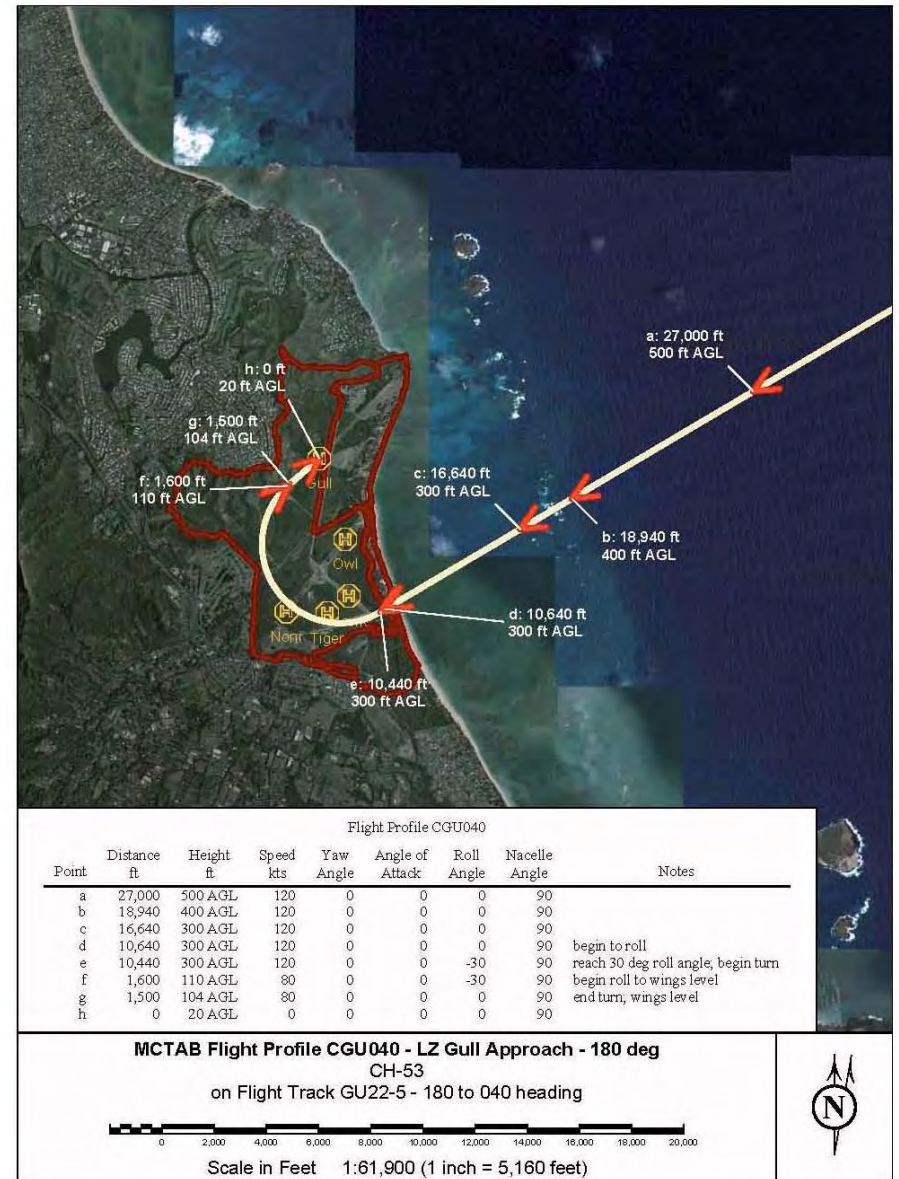 a: 27,000 ft
500 ft AGL
h: 0 ft
20 ft AGL
g: 1,500 ft
104 ft AGL
f: 1,600 ft
110 ft AGL
c: 16,640 ft
300 ft AGL
b: 18,940 ft
400 ft AGL
d: 10,640 ft
300 ft AGL
e: 10,440 ft
300 ft AGL
H
Gull
H
Owl
H
H
H
Tiger
Flight Profile CGU040
Point Distance ft Height ft Speed kts Yaw Angle Angle of Attack Roll Angle Nacelle Angle Notes
a 27,000 500 AGL 120 0 0 0 90
b 18,940 400 AGL 120 0 0 0 90
c 16,640 300 AGL 120 0 0 0 90
d 10,640 300 AGL 120 0 0 0 90 begin to roll
e 10,440 300 AGL 120 0 0 -30 90 reach 30 deg roll angle; begin turn
f 1,600 110 AGL 80 0 0 -30 90 begin roll to wings level
g 1,500 104 AGL 80 0 0 0 90 end turn; wings level
h 0 20 AGL 0 0 0 0 90
MCTAB Flight Profile CGU040 - LZ Gull Approach - 180 deg
CH-53
on Flight Track GU22-5 - 180 to 040 heading
0 2,000 4,000 6,000 8,000 10,000 12,000 14,000 16,000 18,000 20,000
Scale in Feet 1:61,900 (1 inch = 5,160 feet)
N